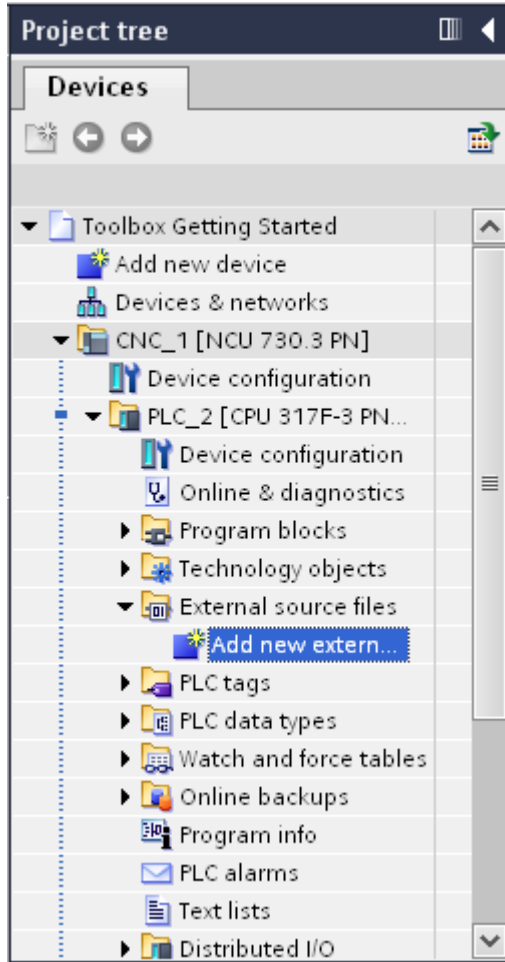 Project tree
Devices
Toolbox Getting Started
Add new device
Devices & networks
CNC_1 [NCU 730.3 PN]
Device configuration
PLC_2 [CPU 317F-3 PN...
Device configuration
Online & diagnostics
Program blocks
Technology objects
External source files
Add new extern...
PLC tags
PLC data types
Watch and force tables
Online backups
Program info
PLC alarms
Text lists
Distributed I/O